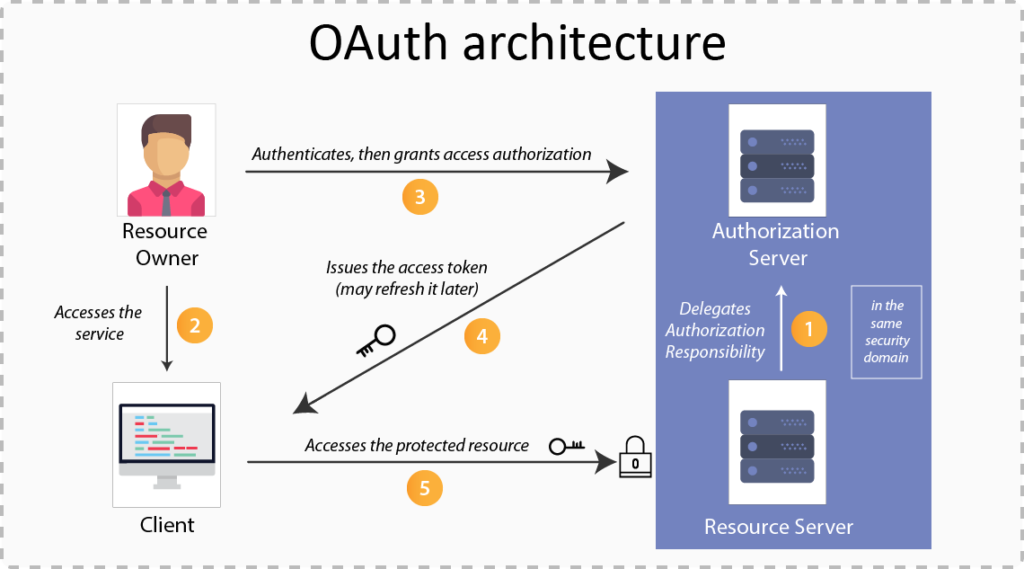 OAuth architecture
Authenticates, then grants access authorization
3
Resource
Owner
Authorization
Server
Issues the access token
(may refresh it later)
4
Accesses the
service
2
Delegates
Authorization
Responsibility
1
in the
same
security
domain
Accesses the protected resource
5
Client
Resource Server